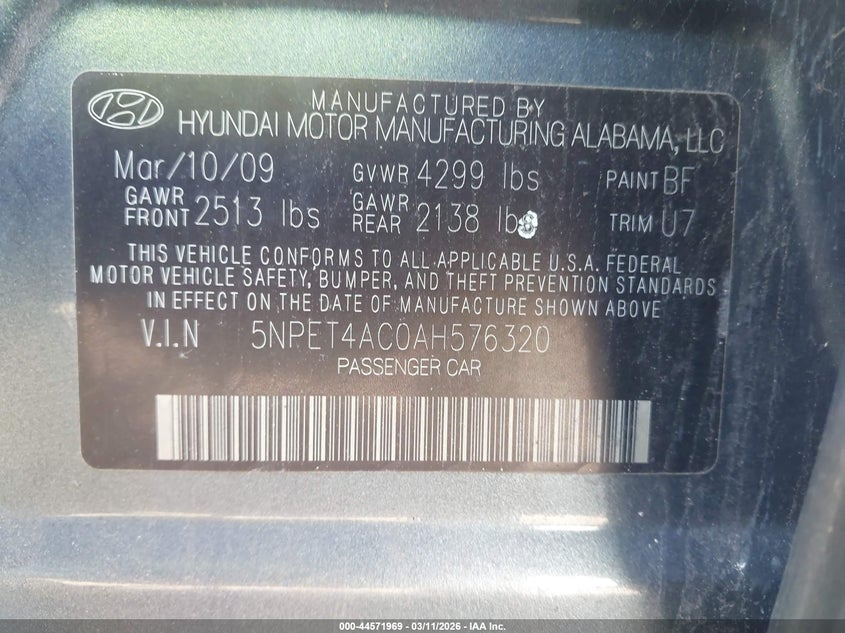 MANUFACTURED BY
HYUNDAI MOTOR MANUFACTURING ALABAMA, LLC
Mar/10/09 GVWR 4299 lbs PAINT BF
GAWR FRONT 2513 lbs GAWR REAR 2138 lbs TRIM U7
THIS VEHICLE CONFORMS TO ALL APPLICABLE U.S.A. FEDERAL
MOTOR VEHICLE SAFETY, BUMPER, AND THEFT PREVENTION STANDARDS
IN EFFECT ON THE DATE OF MANUFACTURE SHOWN ABOVE
V.I.N 5NPET4AC0AH576320
PASSENGER CAR
000-44571969 | 03/11/2026 | IAA Inc.